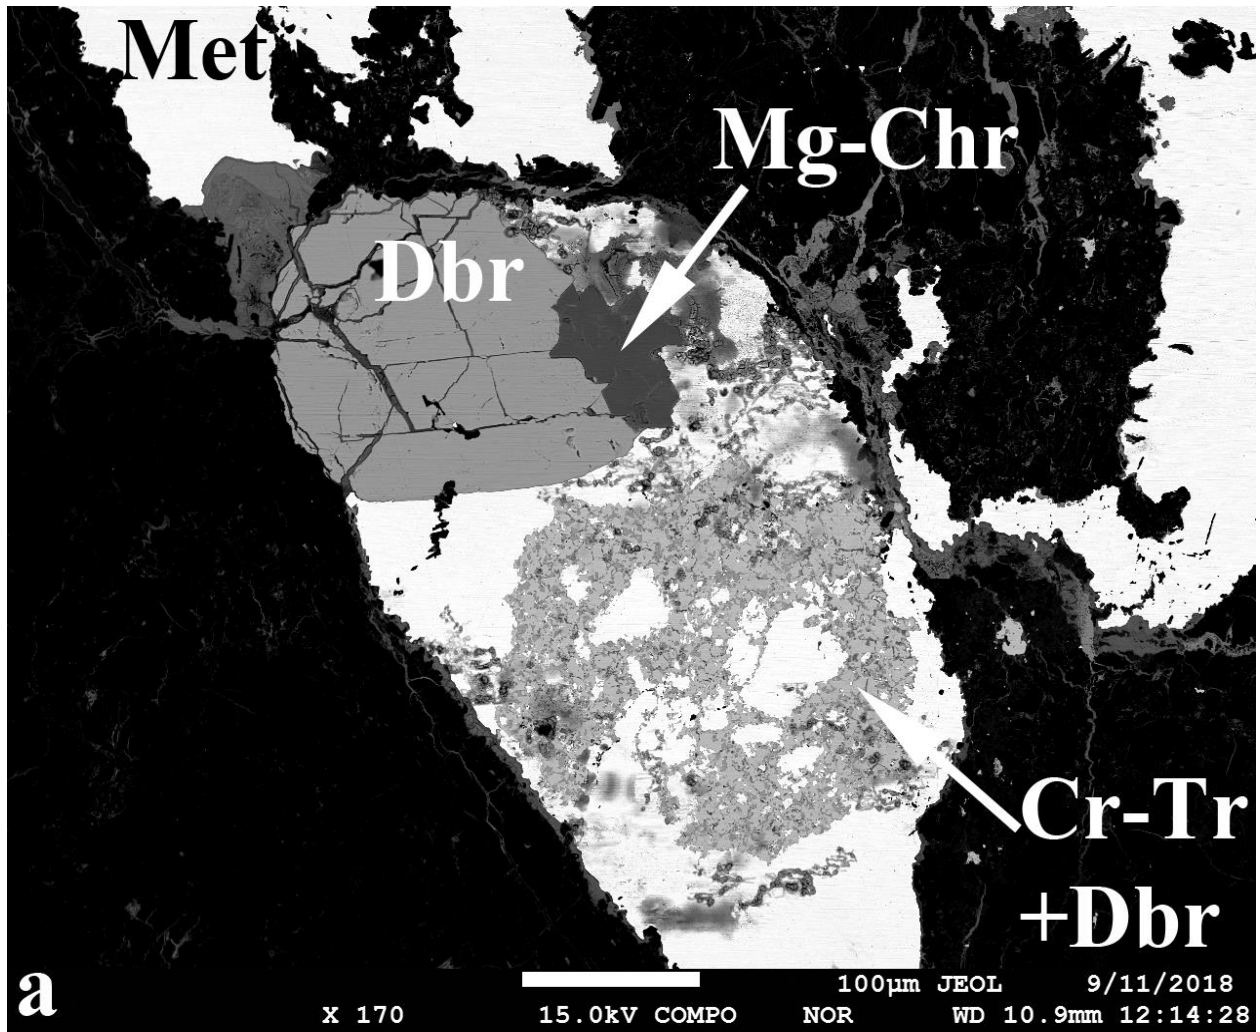 Met
Mg-Chr
Dbr
Cr-Tr
+Dbr
a
100µm JEOL 9/11/2018
X 170 15.0kV COMPO NOR WD 10.9mm 12:14:28